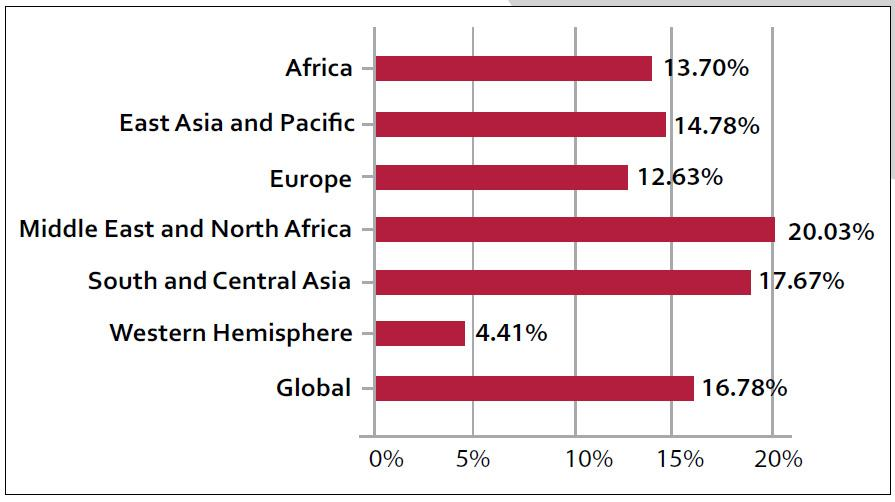 Africa 13.70%
East Asia and Pacific 14.78%
Europe 12.63%
Middle East and North Africa 20.03%
South and Central Asia 17.67%
Western Hemisphere 4.41%
Global 16.78%
0% 5% 10% 15% 20%